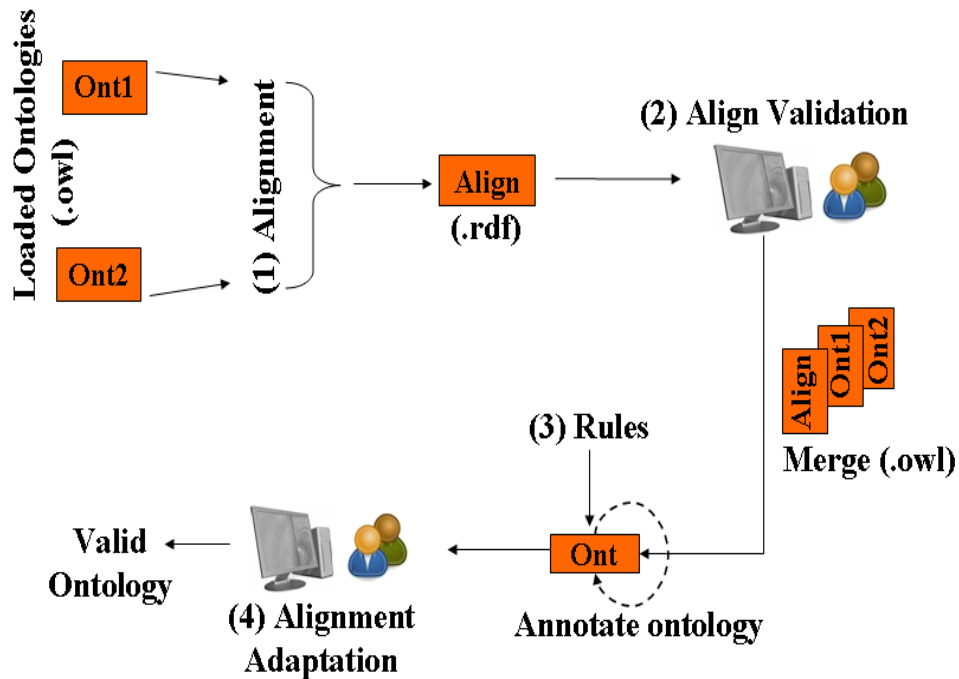 Loaded Ontologies
(.owl)
Ont1
Ont2
(1) Alignment
Align
(.rdf)
(2) Align Validation
Align
Ont1
Ont2
Merge (.owl)
(3) Rules
Ont
Annotate ontology
(4) Alignment
Adaptation
Valid
Ontology